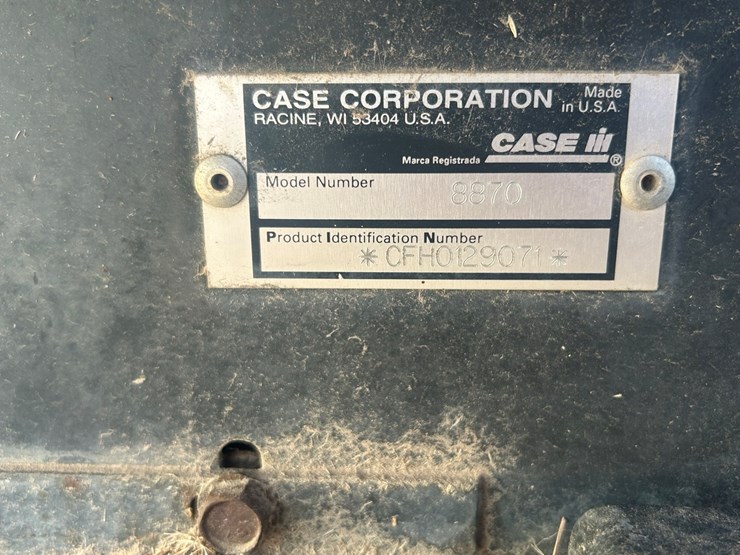 CASE CORPORATION
Made in U.S.A.
RACINE, WI 53404 U.S.A.
CASE IH
Marca Registrada ®
Model Number 8870
Product Identification Number
*CFH0129071*